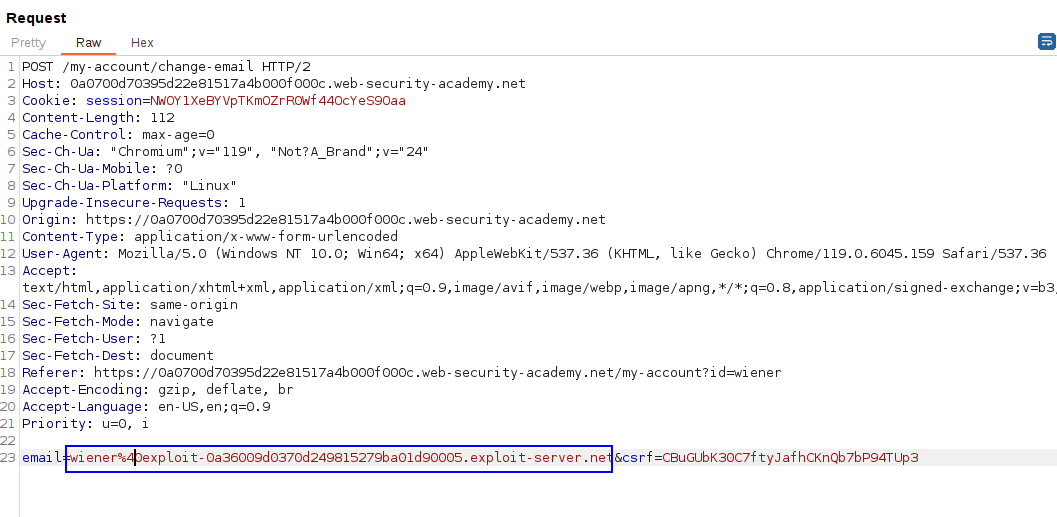 Request
Pretty Raw Hex
1 POST /my-account/change-email HTTP/2
2 Host: 0a0700d70395d22e81517a4b000f000c.web-security-academy.net
3 Cookie: session=NWOY1XeBYVpTKmOZrR0Wf44OcYeS9Oaa
4 Content-Length: 112
5 Cache-Control: max-age=0
6 Sec-Ch-Ua: "Chromium";v="119", "Not?A_Brand";v="24"
7 Sec-Ch-Ua-Mobile: ?0
8 Sec-Ch-Ua-Platform: "Linux"
9 Upgrade-Insecure-Requests: 1
10 Origin: https://0a0700d70395d22e81517a4b000f000c.web-security-academy.net
11 Content-Type: application/x-www-form-urlencoded
12 User-Agent: Mozilla/5.0 (Windows NT 10.0; Win64; x64) AppleWebKit/537.36 (KHTML, like Gecko) Chrome/119.0.6045.159 Safari/537.36
13 Accept:
text/html,application/xhtml+xml,application/xml;q=0.9,image/avif,image/webp,image/apng,*/*;q=0.8,application/signed-exchange;v=b3
14 Sec-Fetch-Site: same-origin
15 Sec-Fetch-Mode: navigate
16 Sec-Fetch-User: ?1
17 Sec-Fetch-Dest: document
18 Referer: https://0a0700d70395d22e81517a4b000f000c.web-security-academy.net/my-account?id=wiener
19 Accept-Encoding: gzip, deflate, br
20 Accept-Language: en-US,en;q=0.9
21 Priority: u=0, i
22
23 email=wiener%40exploit-0a36009d0370d249815279ba01d90005.exploit-server.net&csrf=CBuGUbK30C7ftyJafhCKnQb7bP94TUp3